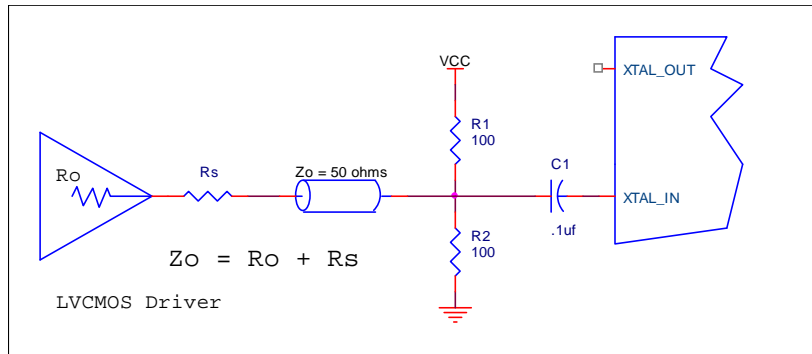 VCC
XTAL_OUT
R1
100
Ro
Rs
Zo = 50 ohms
C1
XTAL_IN
.1uf
R2
100
Zo = Ro + Rs
LVCMOS Driver